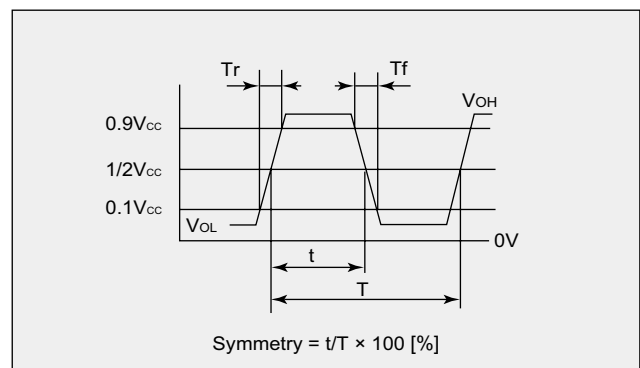 Tr
Tf
VOH
0.9Vcc
1/2Vcc
0.1Vcc
VOL
0V
t
T
Symmetry = t/T × 100 [%]